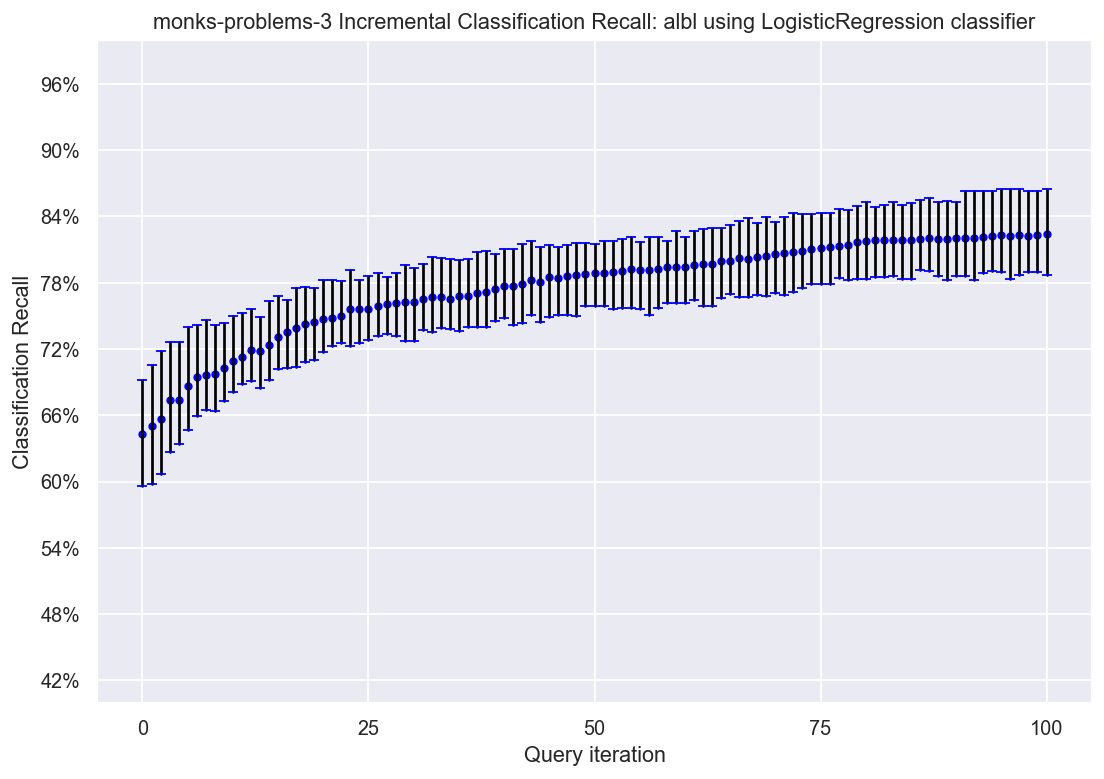 monks-problems-3 Incremental Classification Recall: albl using LogisticRegression classifier
96%
90%
84%
78%
72%
66%
60%
54%
48%
42%
Classification Recall
0 25 50 75 100
Query iteration